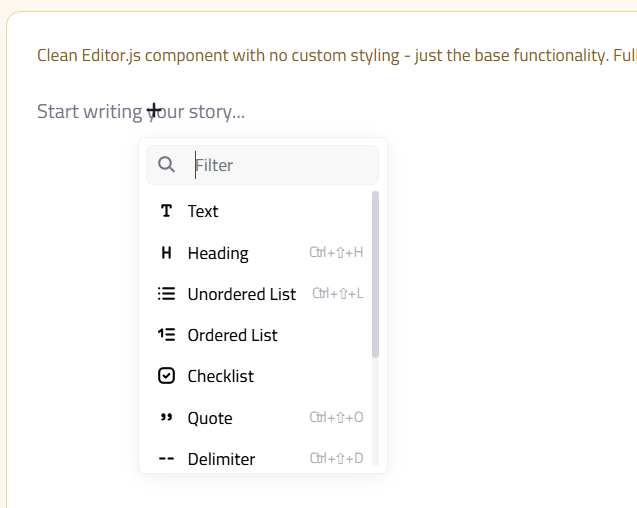 Clean Editor.js component with no custom styling - just the base functionality. Full
Start writing your story...
Filter
Text
Heading Ctrl+⇧+H
Unordered List Ctrl+⇧+L
Ordered List
Checklist
Quote Ctrl+⇧+O
Delimiter Ctrl+⇧+D